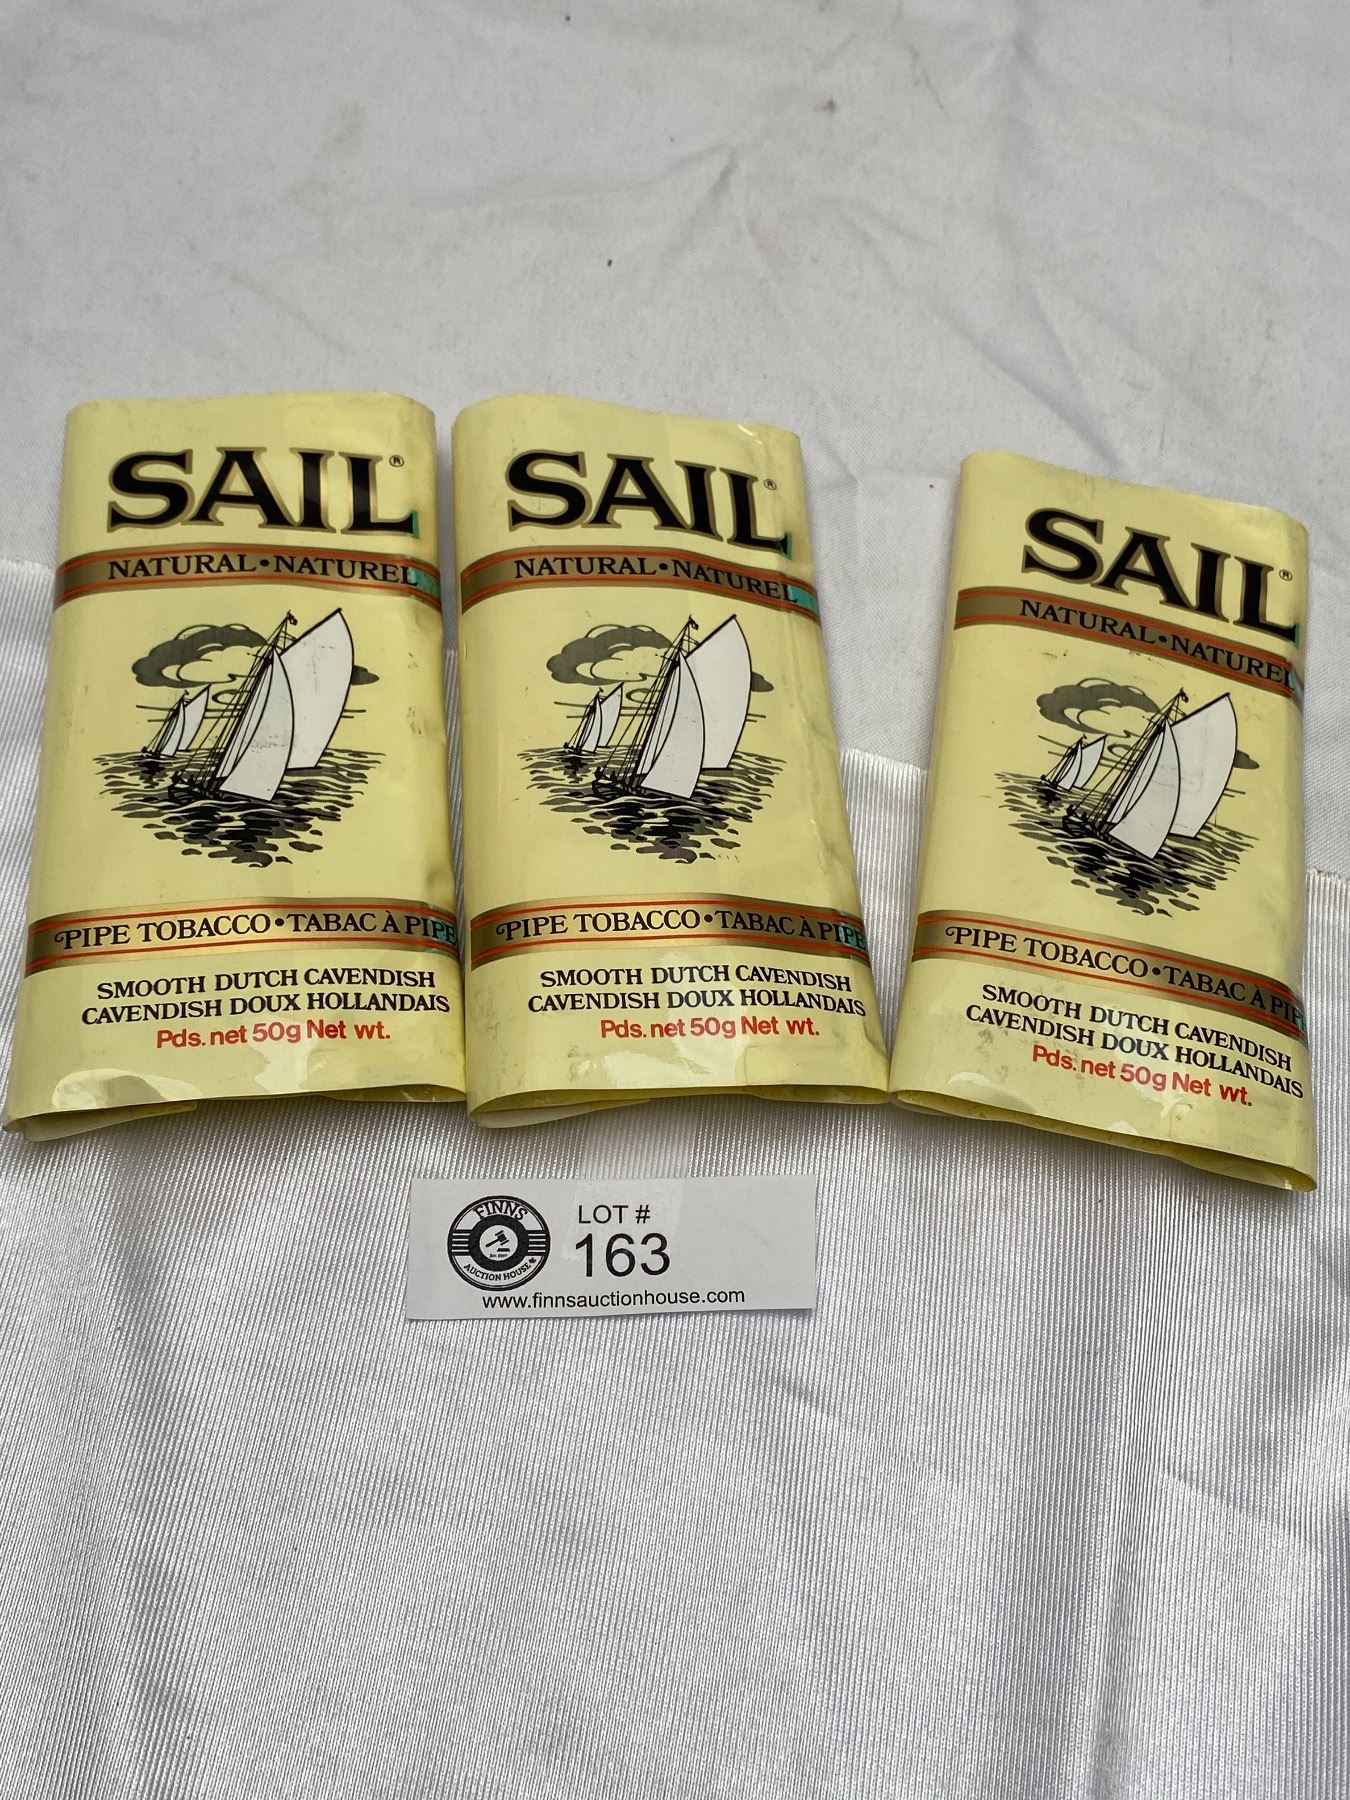 SAIL®
NATURAL•NATUREL
PIPE TOBACCO•TABAC À PIPE
SMOOTH DUTCH CAVENDISH
CAVENDISH DOUX HOLLANDAIS
Pds. net 50g Net wt.
SAIL®
NATURAL•NATUREL
PIPE TOBACCO•TABAC À PIPE
SMOOTH DUTCH CAVENDISH
CAVENDISH DOUX HOLLANDAIS
Pds. net 50g Net wt.
SAIL®
NATURAL•NATUREL
PIPE TOBACCO•TABAC À PIP
SMOOTH DUTCH CAVENDISH
CAVENDISH DOUX HOLLANDAIS
Pds. net 50g Net wt.
FINNS
AUCTION HOUSE
LOT #
163
www.finnsauctionhouse.com